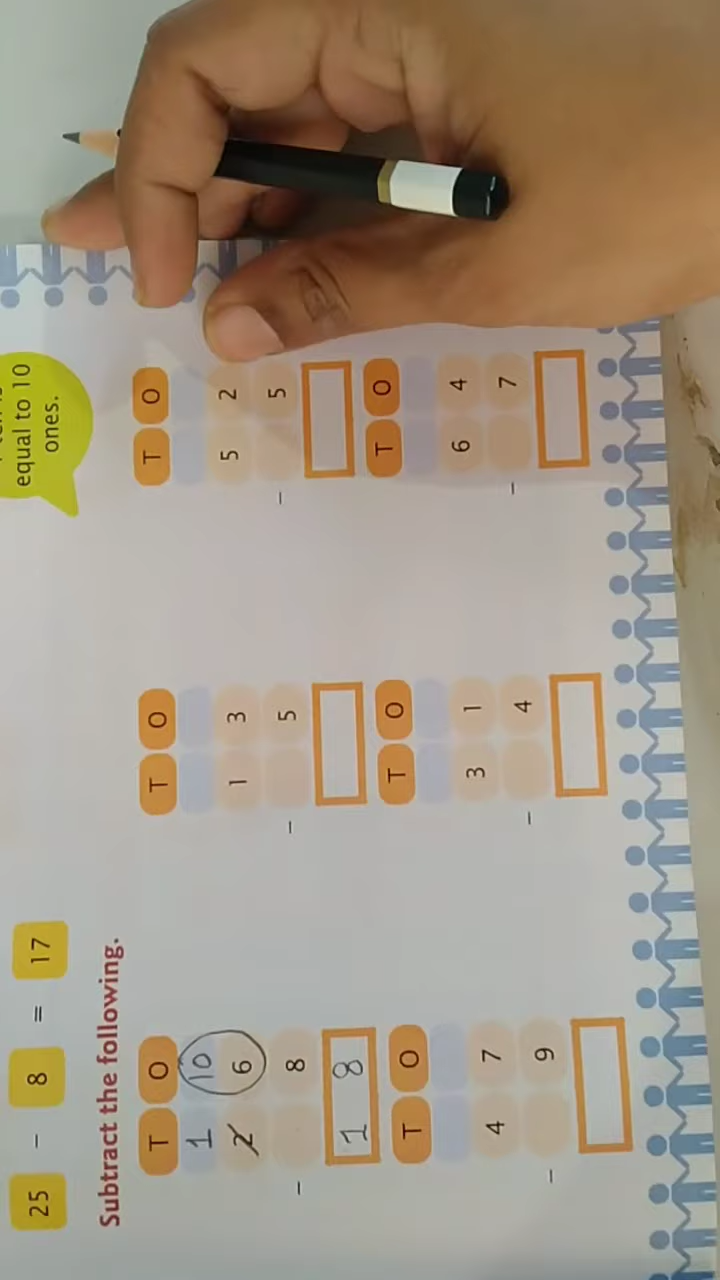 equal to 10
ones.
25 - 8 = 17
Subtract the following.
T O
1 10
2 6
- 8
1 8
T O
1 3
- 5
T O
5 2
- 5
T O
4 7
- 9
T O
3 1
- 4
T O
6 4
- 7